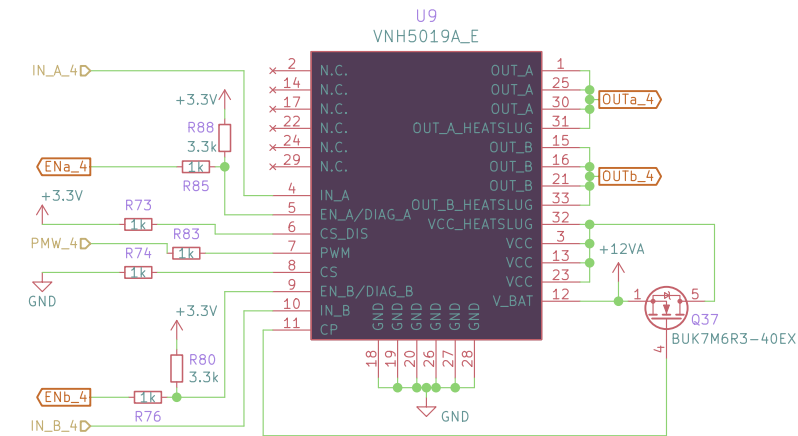 U9
VNH5019A_E
IN_A_4
2 N.C. OUT_A 1
14 N.C. OUT_A 25
+3.3V
17 N.C. OUT_A 30
OUTa_4
R88
22 N.C. OUT_A_HEATSLUG 31
3.3k
24 N.C. OUT_B 15
ENa_4
1k
R85
29 N.C. OUT_B 16
OUTb_4
OUT_B 21
+3.3V
4 IN_A OUT_B_HEATSLUG 33
R73
1k
5 EN_A/DIAG_A VCC_HEATSLUG 32
6 CS_DIS VCC 3
PMW_4
R83
1k
7 PWM VCC 13
+12VA
R74
1k
8 CS VCC 23
GND
9 EN_B/DIAG_B V_BAT 12
1 5
Q37
BUK7M6R3-40EX
4
10 IN_B
11 CP
+3.3V
GND GND GND GND GND GND
18 19 20 26 27 28
R80
3.3k
ENb_4
1k
R76
GND
IN_B_4